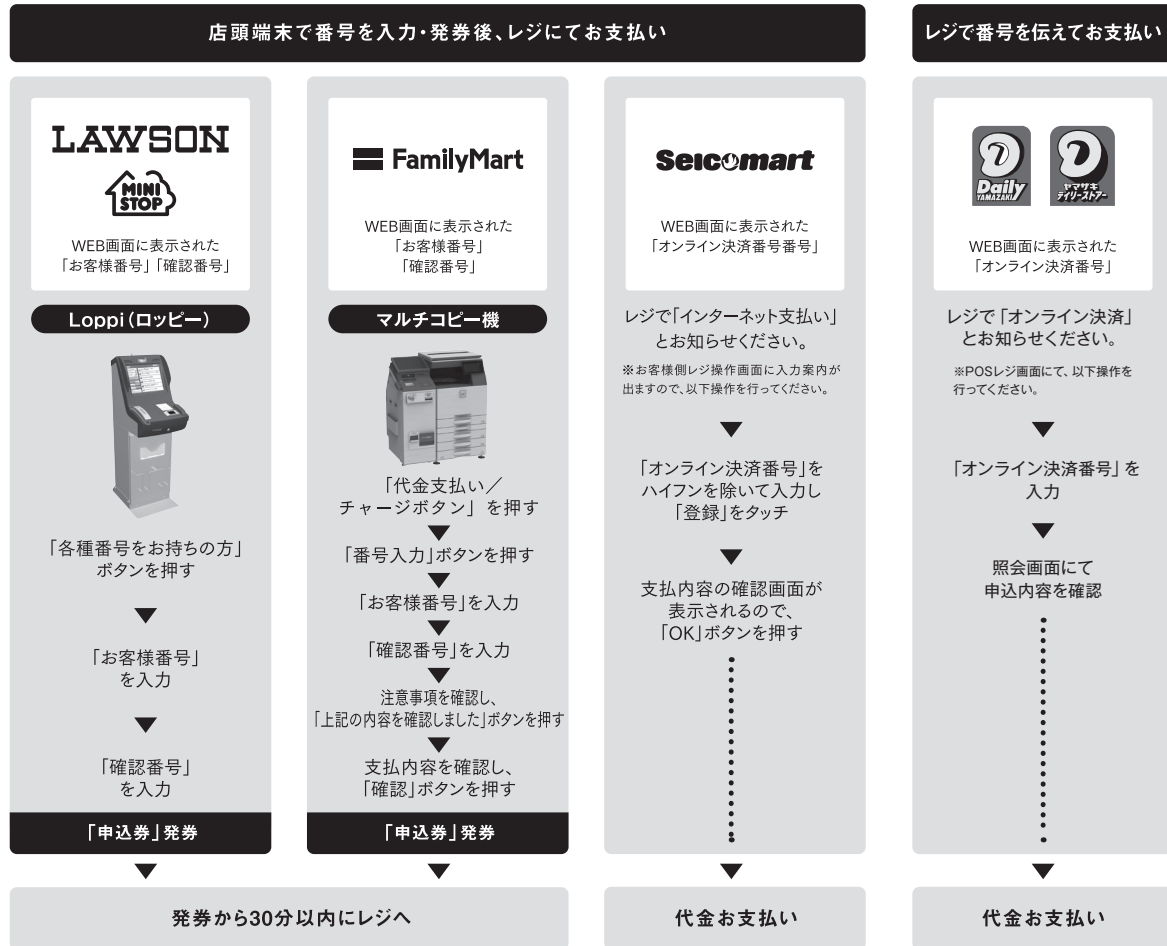 店頭端末で番号を入力・発券後、レジにてお支払い
LAWSON
MINI
STOP
WEB画面に表示された
「お客様番号」「確認番号」
Loppi（ロッピー）
「各種番号をお持ちの方」
ボタンを押す
「お客様番号」
を入力
「確認番号」
を入力
「申込券」発券
FamilyMart
WEB画面に表示された
「お客様番号」
「確認番号」
マルチコピー機
「代金支払い／
チャージボタン」を押す
「番号入力」ボタンを押す
「お客様番号」を入力
「確認番号」を入力
注意事項を確認し、
「上記の内容を確認しました」ボタンを押す
支払内容を確認し、
「確認」ボタンを押す
「申込券」発券
発券から30分以内にレジへ
Seicomart
WEB画面に表示された
「オンライン決済番号番号」
レジで「インターネット支払い」
とお知らせください。
※お客様側レジ操作画面に入力案内が
出ますので、以下操作を行ってください。
「オンライン決済番号」を
ハイフンを除いて入力し
「登録」をタッチ
支払内容の確認画面が
表示されるので、
「OK」ボタンを押す
代金お支払い
レジで番号を伝えてお支払い
Daily
YAMAZAKI
ヤマザキ
デイリーストアー
WEB画面に表示された
「オンライン決済番号」
レジで「オンライン決済」
とお知らせください。
※POSレジ画面にて、以下操作を
行ってください。
「オンライン決済番号」を
入力
照会画面にて
申込内容を確認
代金お支払い